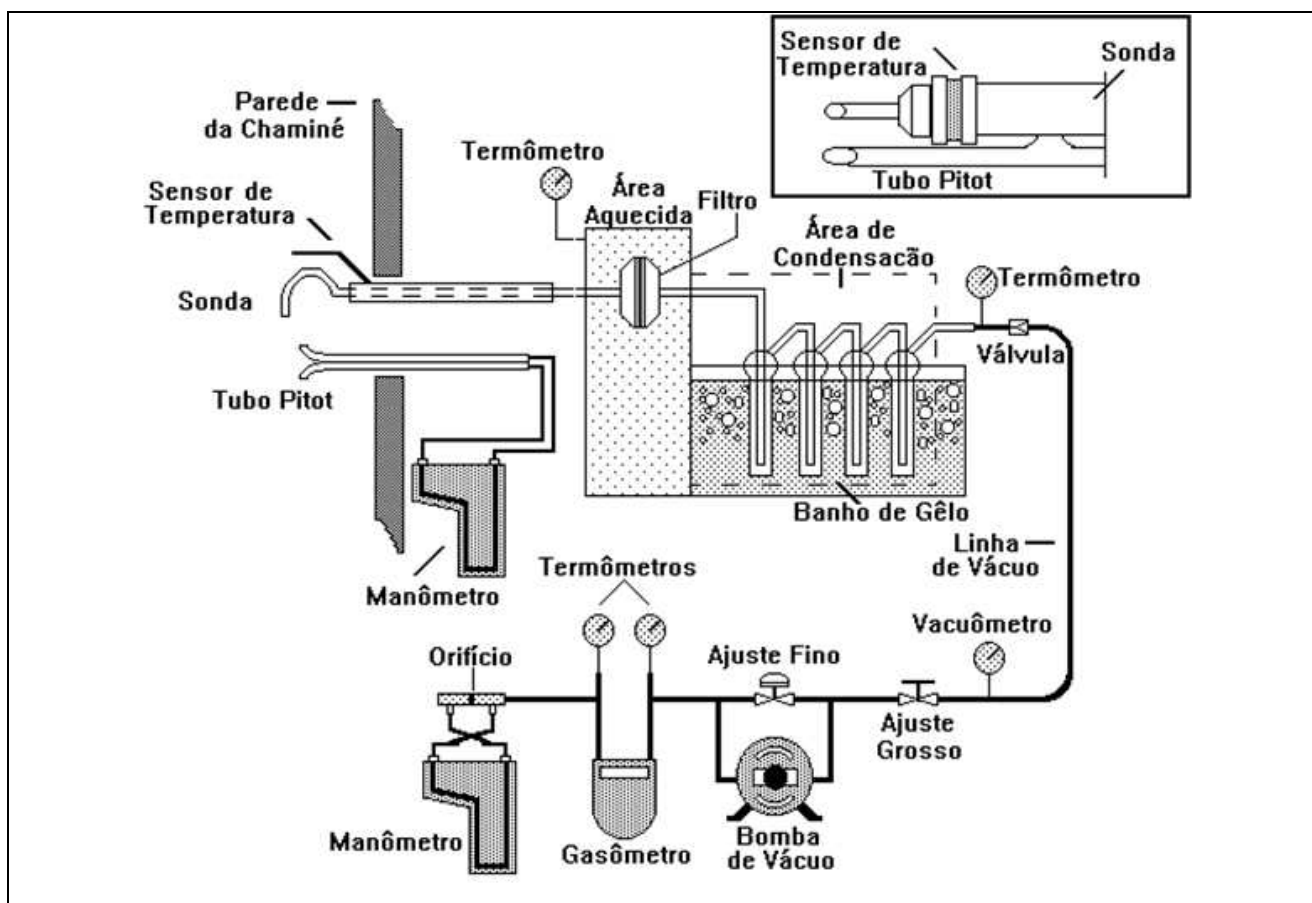 Sensor de
Temperatura
Sonda
Tubo Pitot
Parede
da Chaminé
Termômetro
Área
Aquecida
Filtro
Sensor de
Temperatura
Área de
Condensacão
Termômetro
Sonda
Válvula
Tubo Pitot
Banho de Gêlo
Linha
de Vácuo
Manômetro
Termômetros
Vacuômetro
Orifício
Ajuste Fino
Ajuste
Grosso
Manômetro
Gasômetro
Bomba
de Vácuo